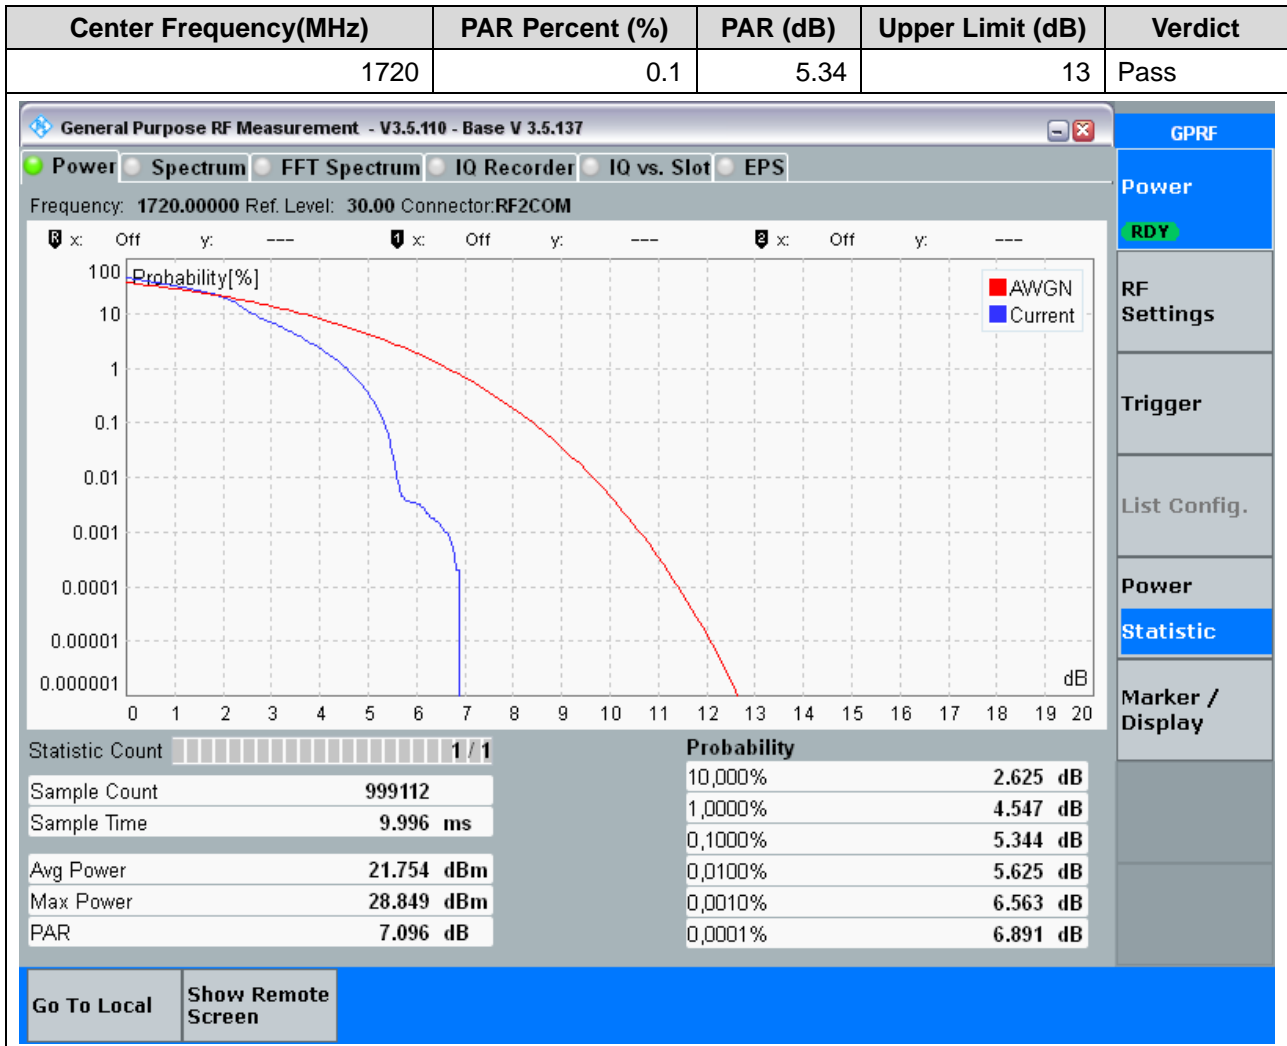 Center Frequency(MHz) PAR Percent (%) PAR (dB) Upper Limit (dB) Verdict
1720 0.1 5.34 13 Pass
General Purpose RF Measurement - V3.5.110 - Base V 3.5.137
GPRF
Power Spectrum FFT Spectrum IQ Recorder IQ vs. Slot EPS
Frequency: 1720.00000 Ref. Level: 30.00 Connector:RF2COM
R x: Off y: --- 1 x: Off y: --- 2 x: Off y: ---
Probability[%]
AWGN
Current
100
10
1
0.1
0.01
0.001
0.0001
0.00001
0.000001
dB
0 1 2 3 4 5 6 7 8 9 10 11 12 13 14 15 16 17 18 19 20
Statistic Count 1 / 1
Sample Count 999112
Sample Time 9.996 ms
Avg Power 21.754 dBm
Max Power 28.849 dBm
PAR 7.096 dB
Probability
10,000% 2.625 dB
1,0000% 4.547 dB
0,1000% 5.344 dB
0,0100% 5.625 dB
0,0010% 6.563 dB
0,0001% 6.891 dB
Power
RDY
RF
Settings
Trigger
List Config.
Power
Statistic
Marker /
Display
Go To Local
Show Remote
Screen